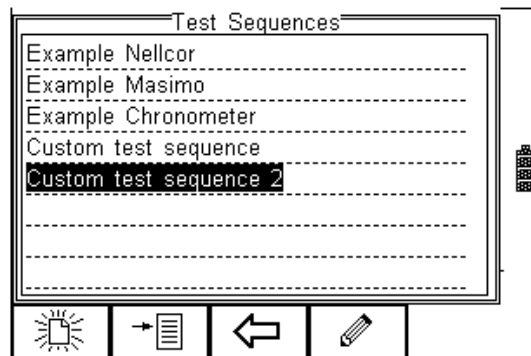 Test Sequences
Example Nellcor
Example Masimo
Example Chronometer
Custom test sequence
Custom test sequence 2